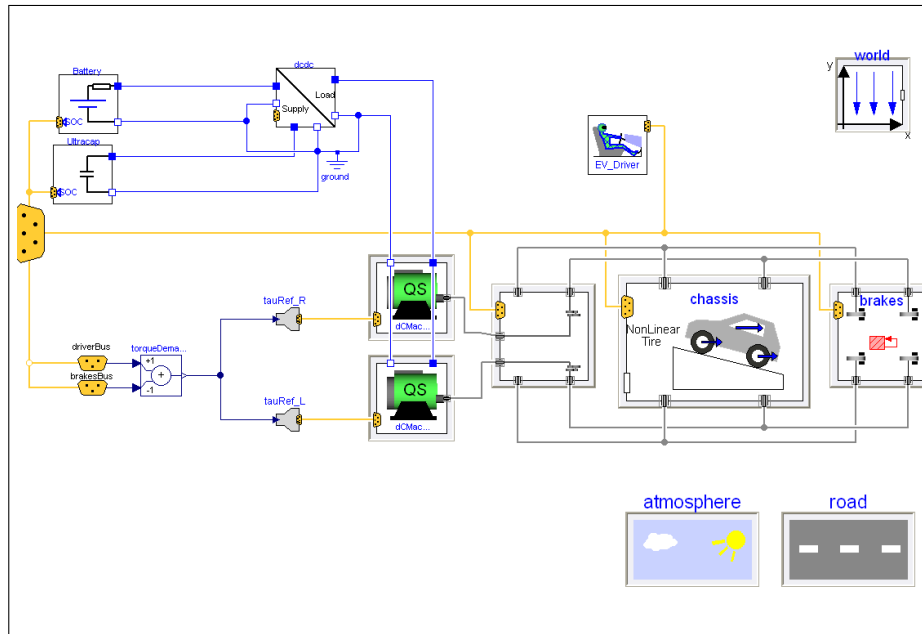 Battery
SOC
Ultracap
SOC
dcdc
Load
Supply
ground
EV_Driver
world
y
x
driverBus
brakesBus
torqueDema...
+1
+
-1
tauRef_R
tauRef_L
QS
dCMac...
QS
dCMac...
chassis
NonLinear
Tire
brakes
atmosphere
road